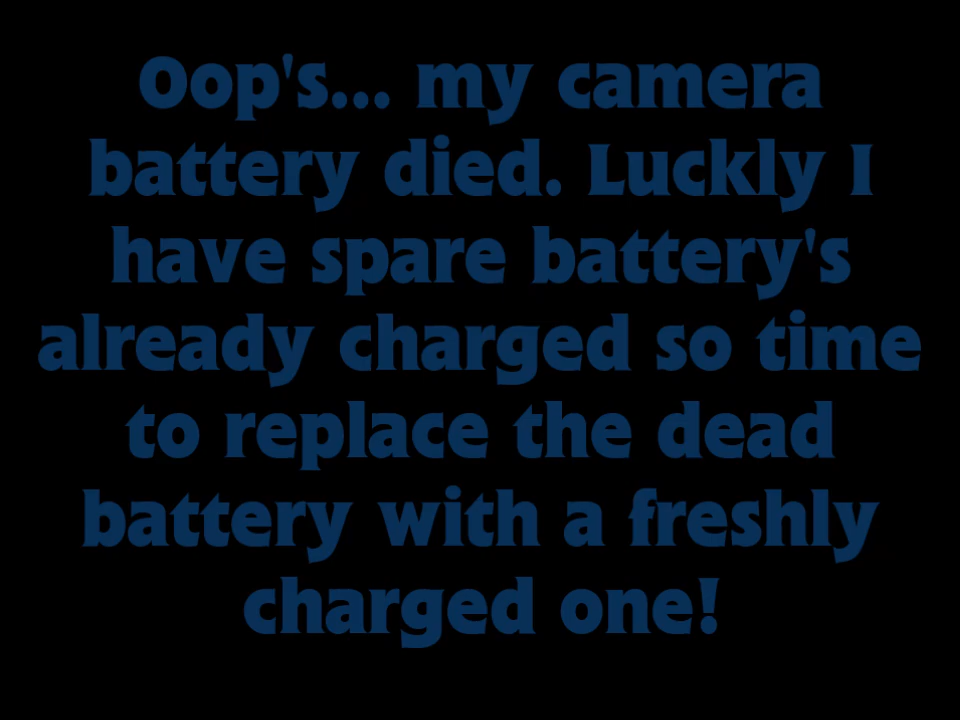 Oop's... my camera
battery died. Luckly I
have spare battery's
already charged so time
to replace the dead
battery with a freshly
charged one!